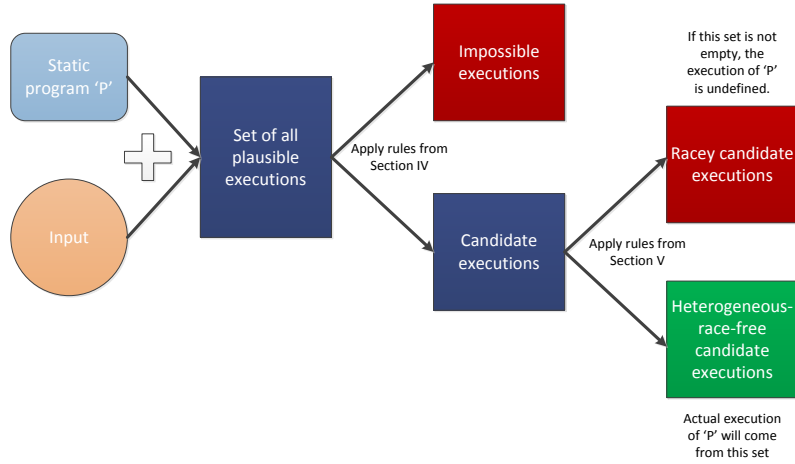 Static
program ‘P’
Input
Set of all
plausible
executions
Apply rules from
Section IV
Impossible
executions
Candidate
executions
Apply rules from
Section V
If this set is not
empty, the
execution of ‘P’
is undefined.
Racey candidate
executions
Heterogeneous-
race-free
candidate
executions
Actual execution
of ‘P’ will come
from this set